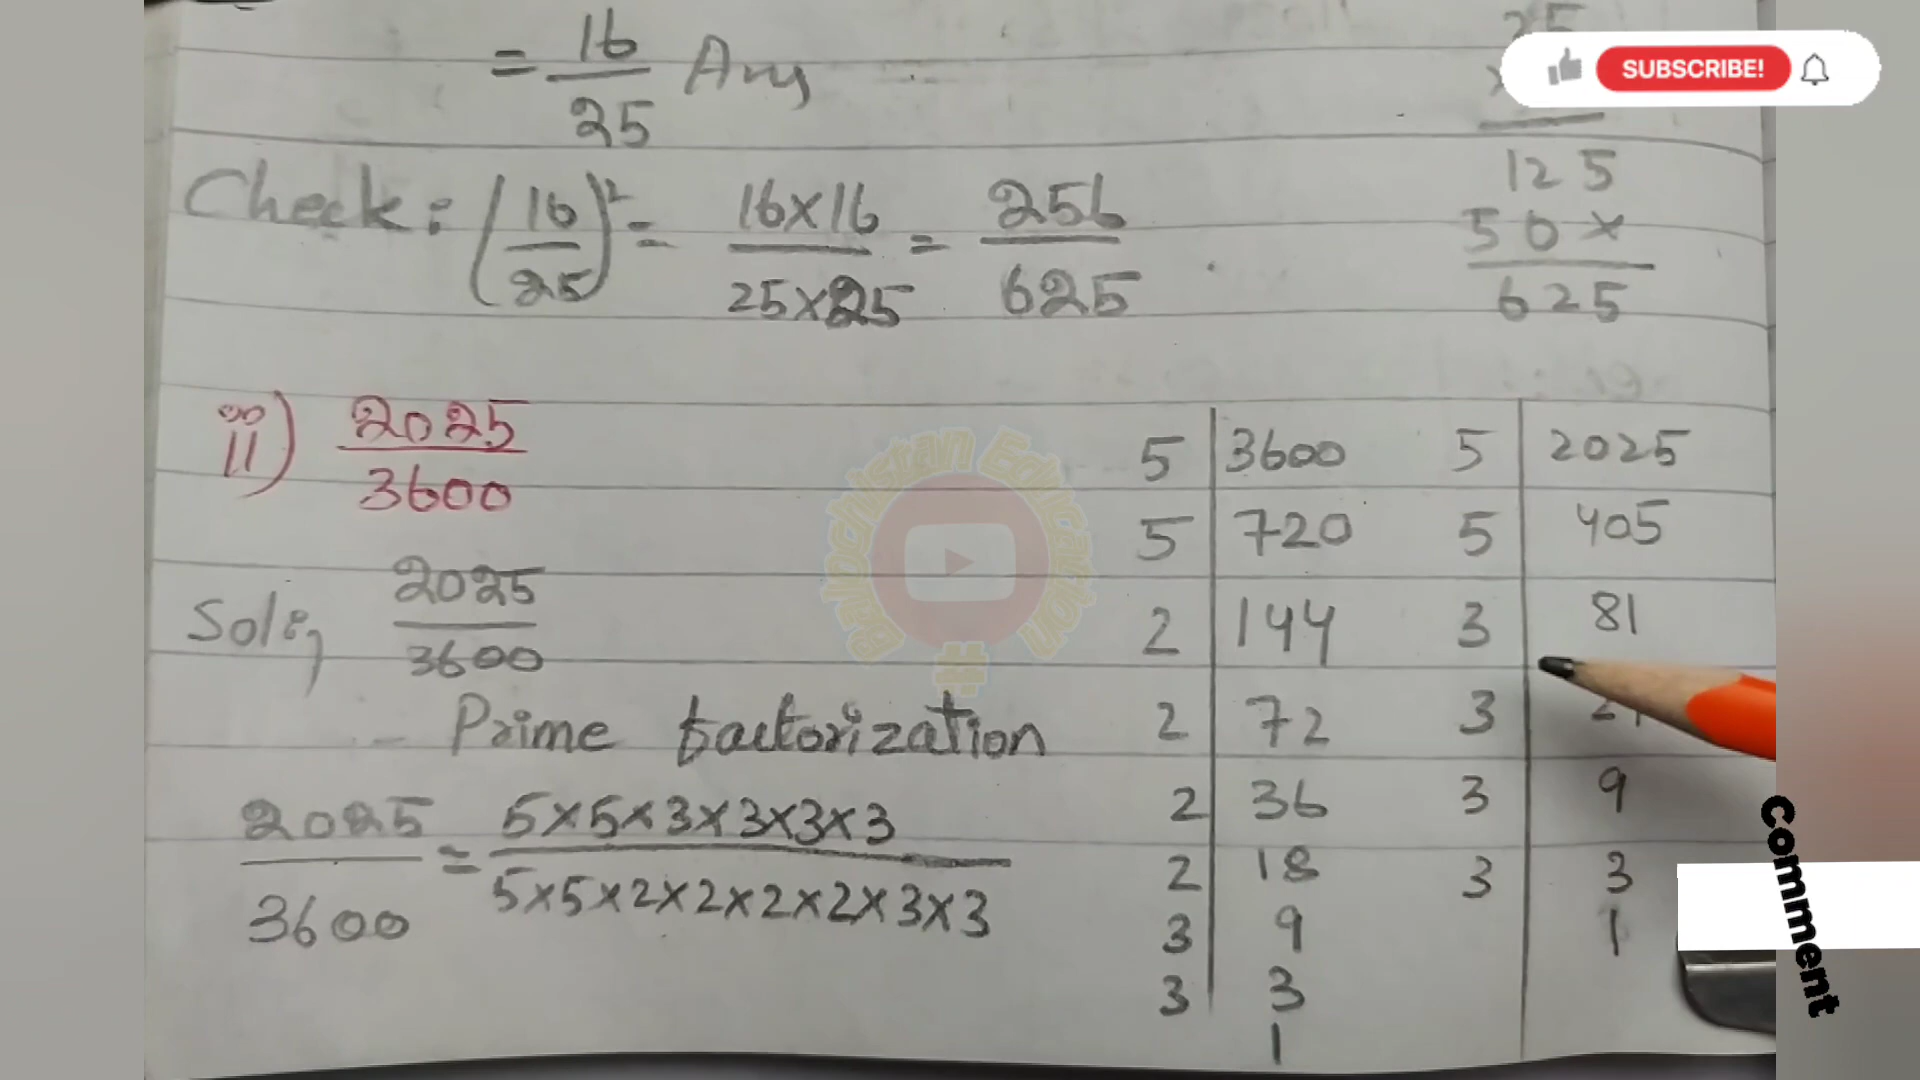 = 16/25 Ans
25
SUBSCRIBE!
Check: (16/25)² = 16×16/25×25 = 256/625
125
50×
625
ii) 2025/3600
Sol:, 2025/3600
Prime factorization
2025/3600 = 5×5×3×3×3×3/5×5×2×2×2×2×3×3
5 | 3600
5 | 720
2 | 144
2 | 72
2 | 36
2 | 18
3 | 9
3 | 3
1
5 | 2025
5 | 405
3 | 81
3
3 | 9
3 | 3
1
Balochistan Education
#
Comment